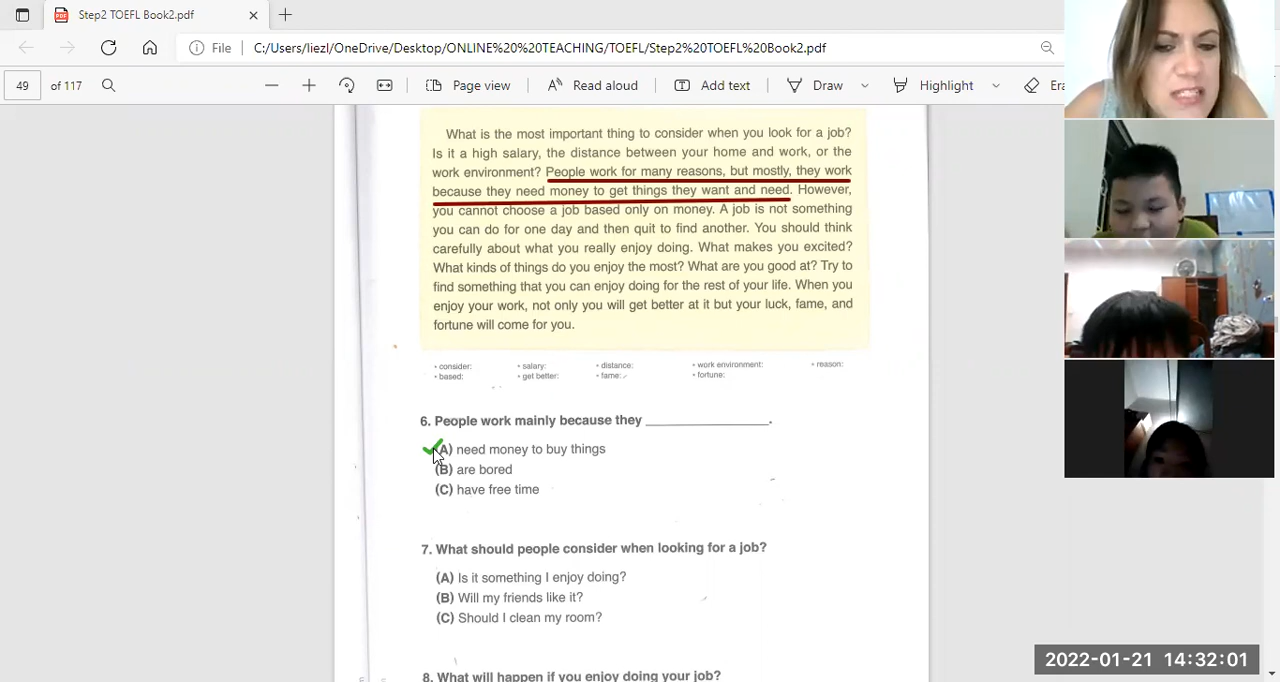 Step2 TOEFL Book2.pdf
File C:/Users/liezl/OneDrive/Desktop/ONLINE%20%20TEACHING/TOEFL/Step2%20TOEFL%20Book2.pdf
49 of 117 Page view Read aloud Add text Draw Highlight Era
What is the most important thing to consider when you look for a job?
Is it a high salary, the distance between your home and work, or the
work environment? People work for many reasons, but mostly, they work
because they need money to get things they want and need. However,
you cannot choose a job based only on money. A job is not something
you can do for one day and then quit to find another. You should think
carefully about what you really enjoy doing. What makes you excited?
What kinds of things do you enjoy the most? What are you good at? Try to
find something that you can enjoy doing for the rest of your life. When you
enjoy your work, not only you will get better at it but your luck, fame, and
fortune will come for you.
• consider: • salary: • distance: • work environment: • reason:
• based: • get better: • fame: • fortune:
6. People work mainly because they ______________.
(A) need money to buy things
(B) are bored
(C) have free time
7. What should people consider when looking for a job?
(A) Is it something I enjoy doing?
(B) Will my friends like it?
(C) Should I clean my room?
8. What will happen if you enjoy doing your job?
2022-01-21 14:32:01